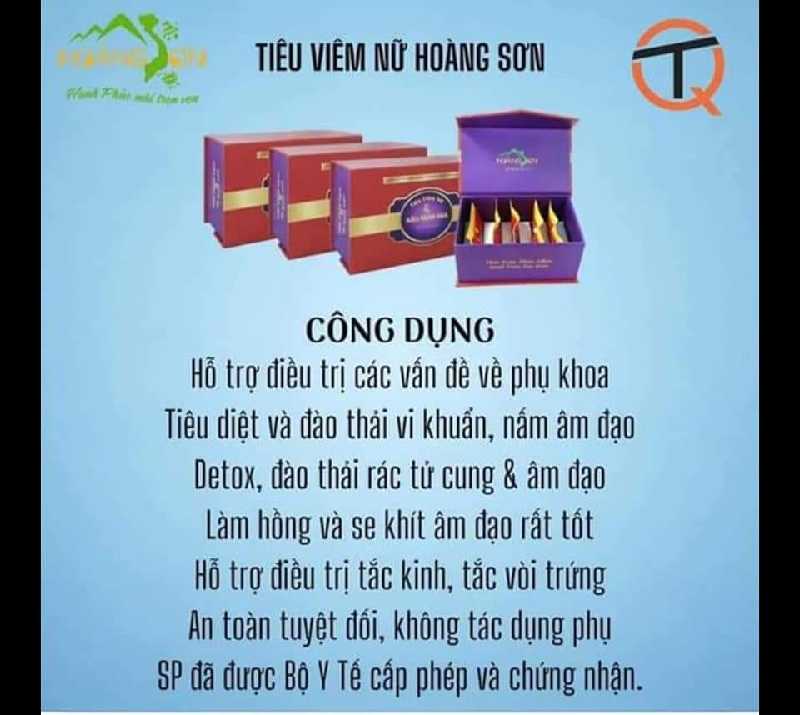 HOÀNG SƠN
Hạnh Phúc mãi trọn vẹn
TIÊU VIÊM NỮ HOÀNG SƠN
TQ
HOÀNG SƠN
CÔNG DỤNG
Hỗ trợ điều trị các vấn đề về phụ khoa
Tiêu diệt và đào thải vi khuẩn, nấm âm đạo
Detox, đào thải rác tử cung & âm đạo
Làm hồng và se khít âm đạo rất tốt
Hỗ trợ điều trị tắc kinh, tắc vòi trứng
An toàn tuyệt đối, không tác dụng phụ
SP đã được Bộ Y Tế cấp phép và chứng nhận.